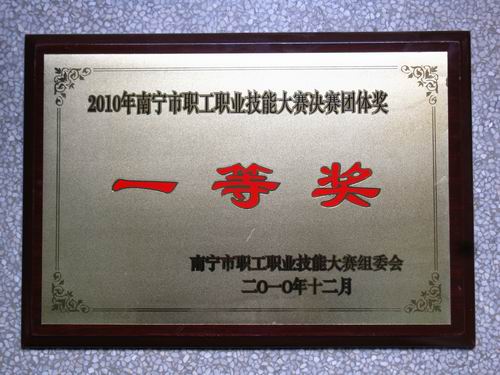 2010年南宁市职工职业技能大赛决赛团体奖
一等奖
南宁市职工职业技能大赛组委会
二〇一〇年十二月